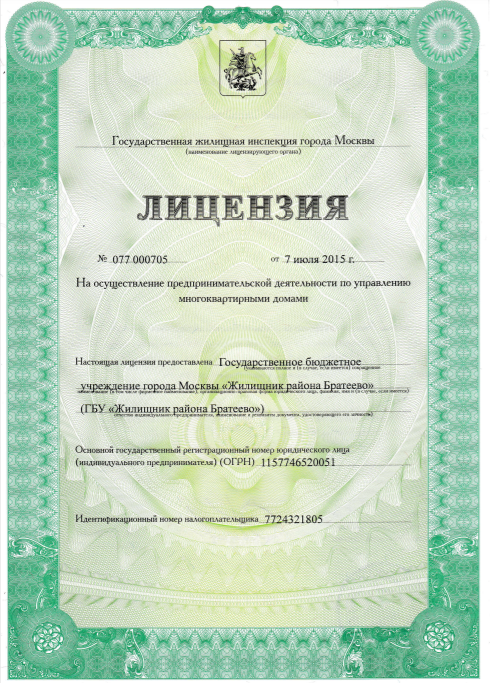 Государственная жилищная инспекция города Москвы
(наименование лицензирующего органа)
ЛИЦЕНЗИЯ
№ 077 000705 от 7 июля 2015 г.
На осуществление предпринимательской деятельности по управлению
многоквартирными домами
Настоящая лицензия предоставлена Государственное бюджетное
(указываются полное и (в случае, если имеется) сокращенное
учреждение города Москвы «Жилищник района Братеево»
наименование (в том числе фирменное наименование), организационно-правовая форма юридического лица, фамилия, имя и (в случае, если имеется)
(ГБУ «Жилищник района Братеево»)
отчество индивидуального предпринимателя, наименование и реквизиты документа, удостоверяющего его личность)
Основной государственный регистрационный номер юридического лица
(индивидуального предпринимателя) (ОГРН) 1157746520051
Идентификационный номер налогоплательщика 7724321805